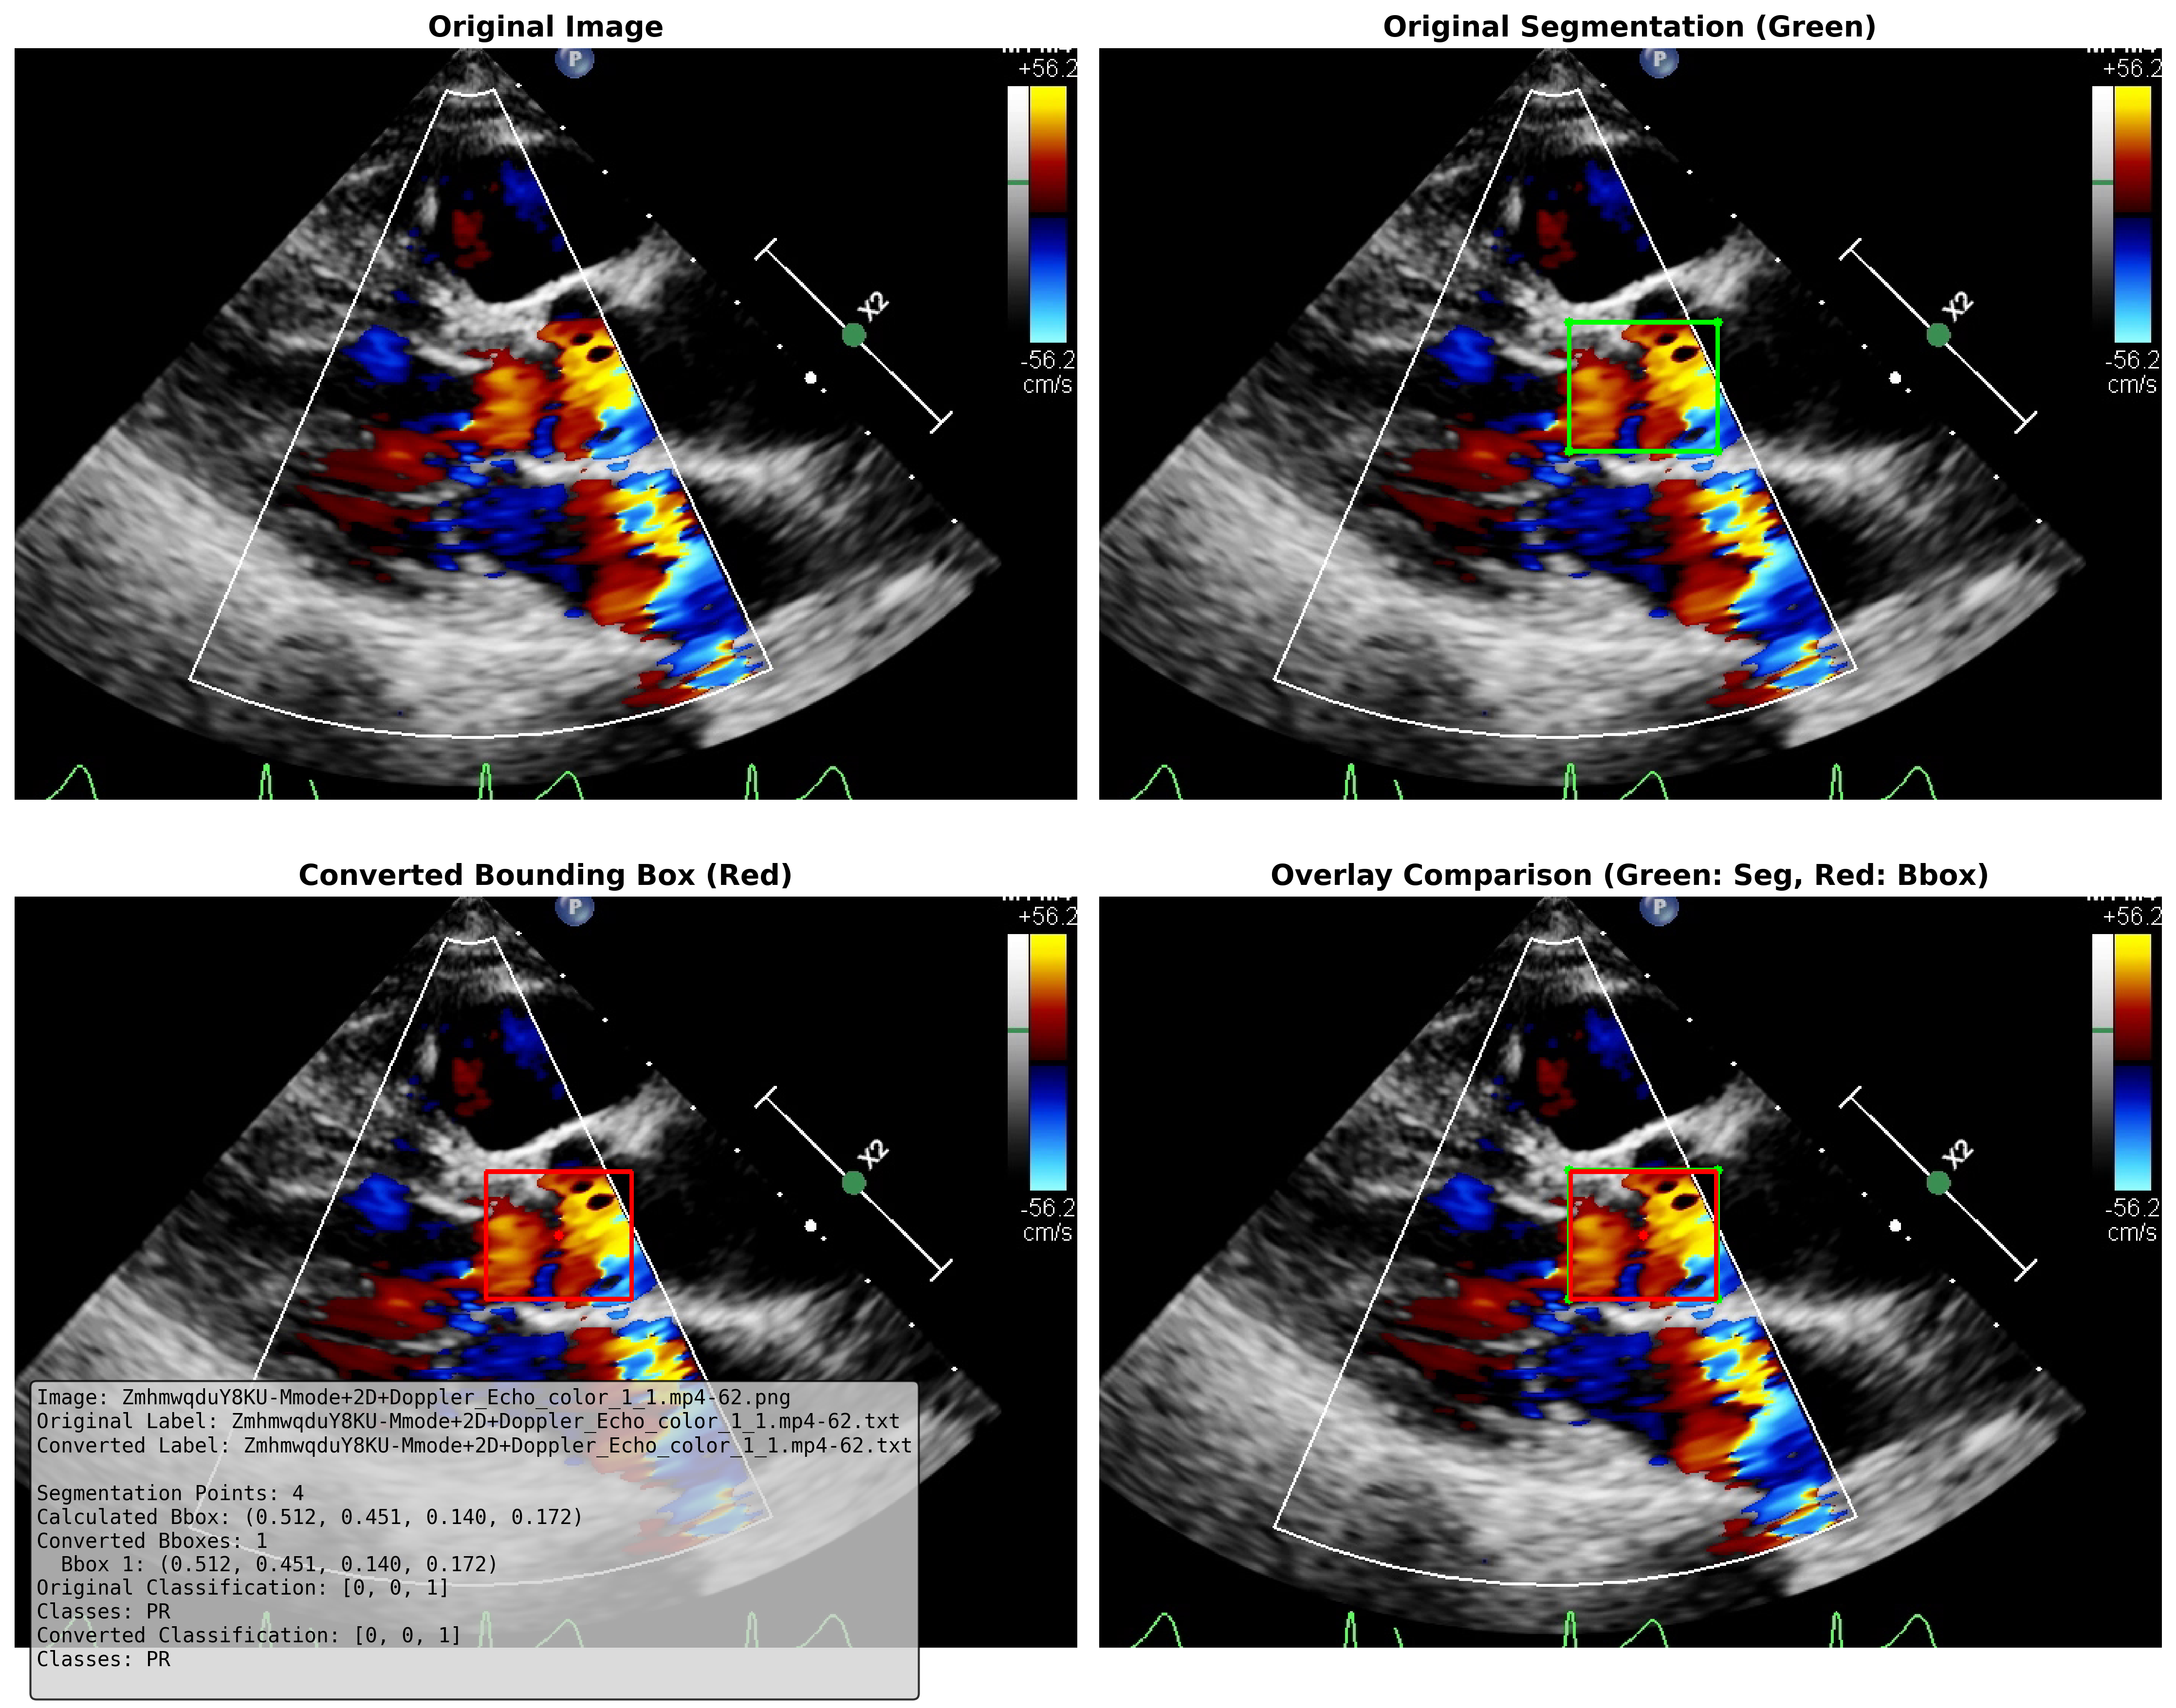 Original Image
P
+56.2
-56.2
cm/s
X2
Original Segmentation (Green)
P
+56.2
-56.2
cm/s
X2
Converted Bounding Box (Red)
P
+56.2
-56.2
cm/s
X2
Image: ZmhmwqduY8KU-Mmode+2D+Doppler_Echo_color_1_1.mp4-62.png
Original Label: ZmhmwqduY8KU-Mmode+2D+Doppler_Echo_color_1_1.mp4-62.txt
Converted Label: ZmhmwqduY8KU-Mmode+2D+Doppler_Echo_color_1_1.mp4-62.txt
Segmentation Points: 4
Calculated Bbox: (0.512, 0.451, 0.140, 0.172)
Converted Bboxes: 1
Bbox 1: (0.512, 0.451, 0.140, 0.172)
Original Classification: [0, 0, 1]
Classes: PR
Converted Classification: [0, 0, 1]
Classes: PR
Overlay Comparison (Green: Seg, Red: Bbox)
P
+56.2
-56.2
cm/s
X2